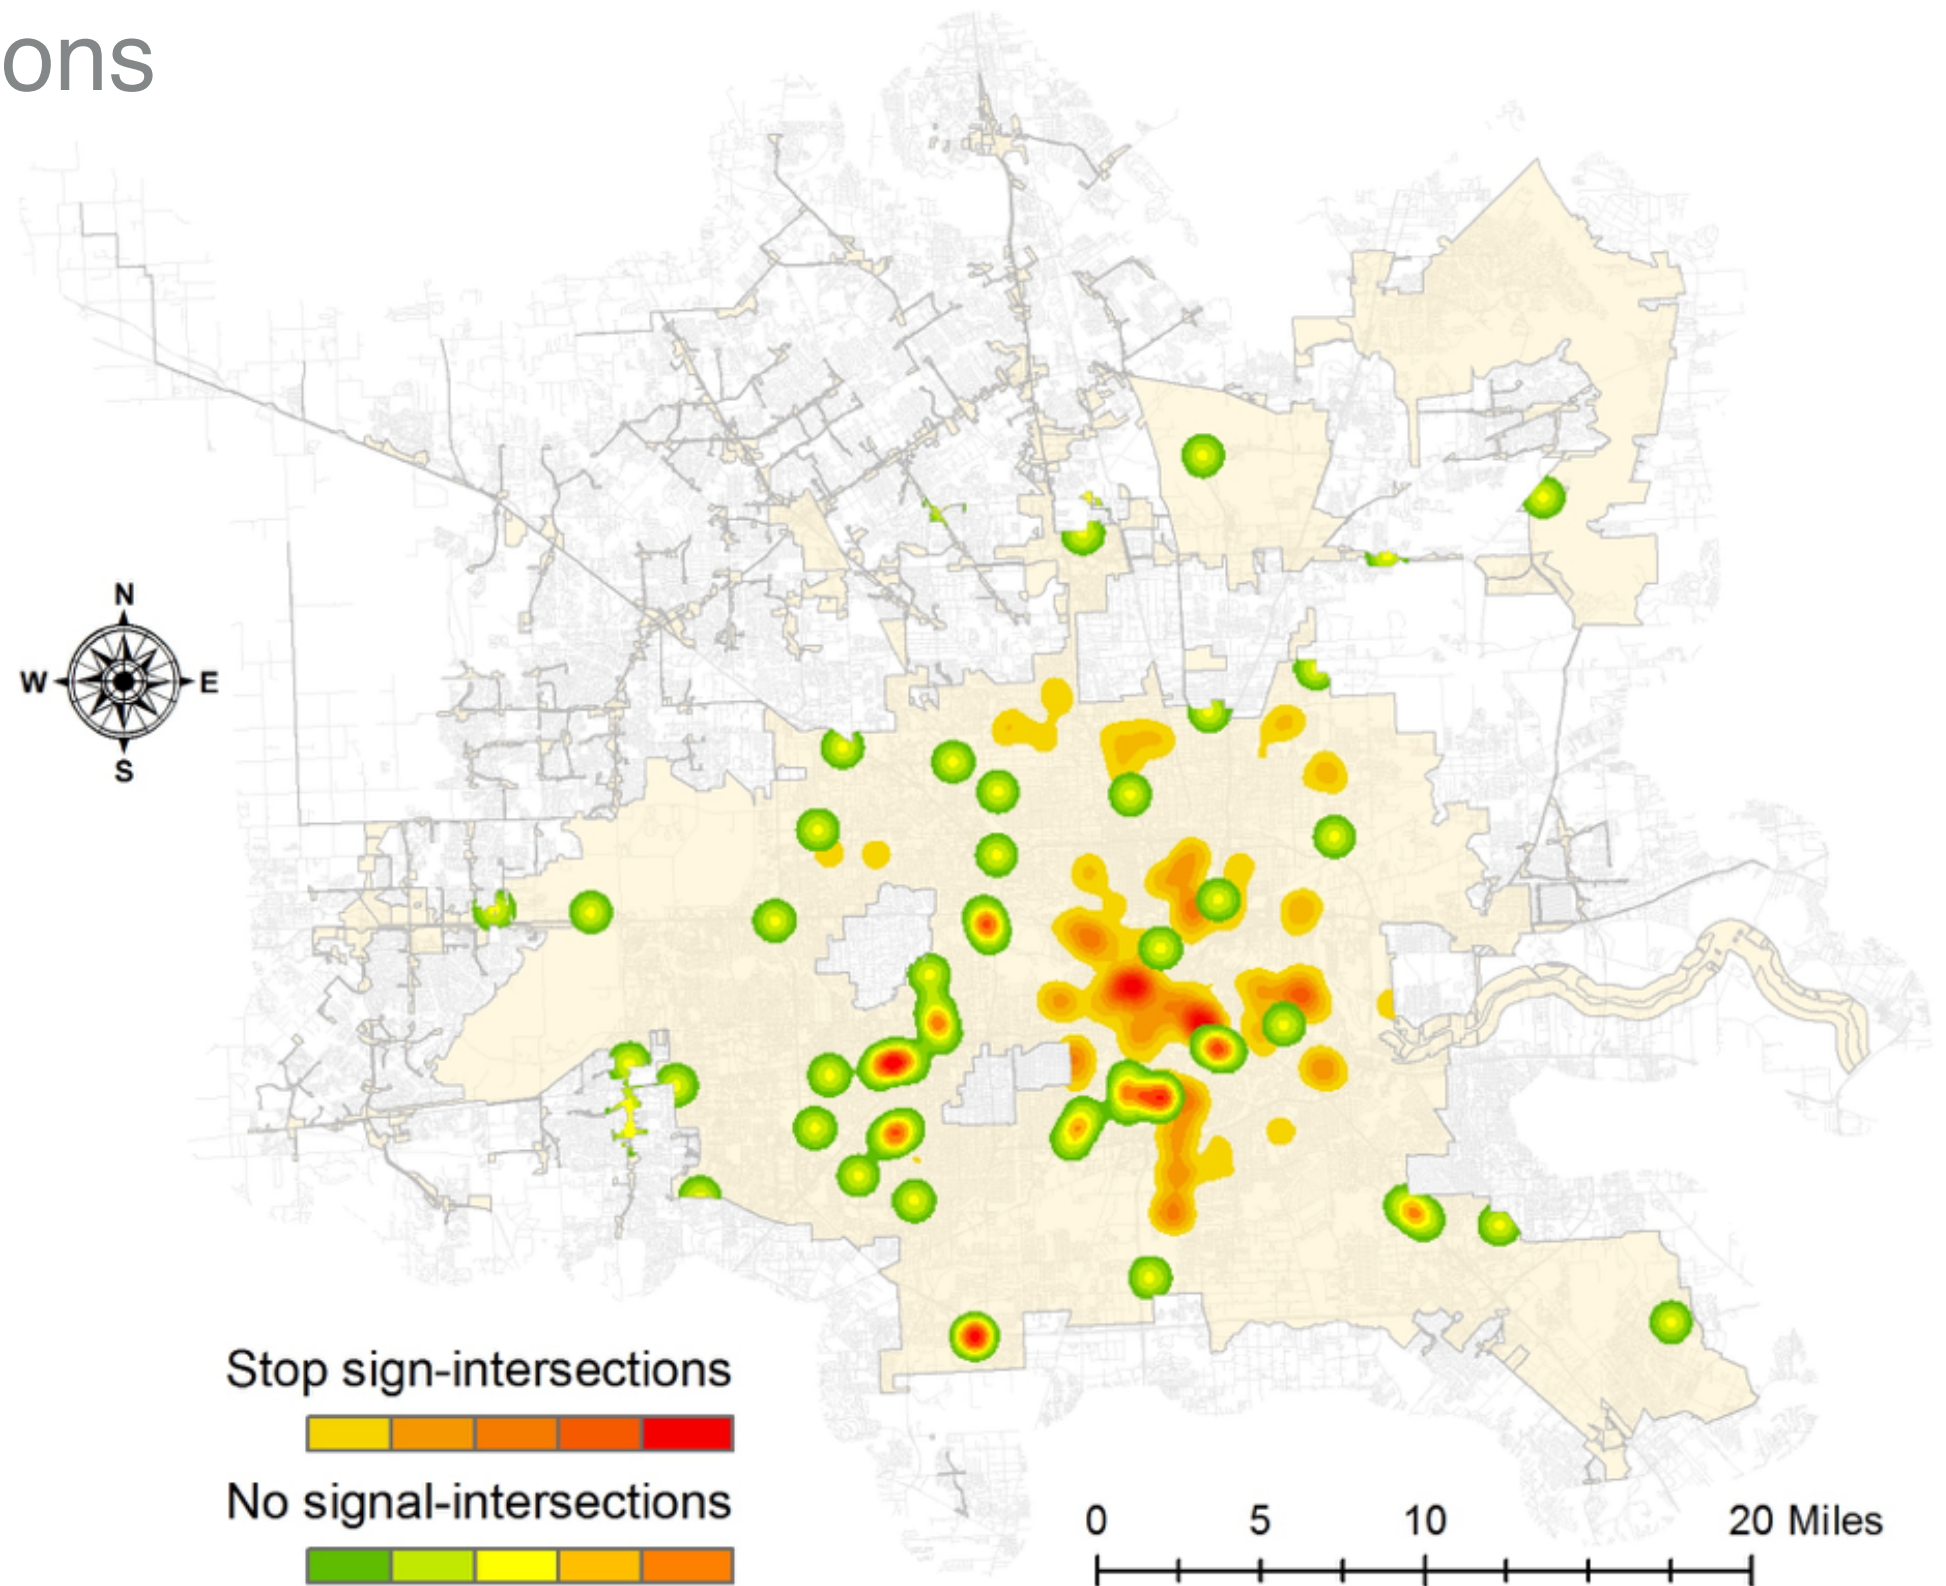 ons
N
W E
S
Stop sign-intersections
No signal-intersections
0 5 10 20 Miles